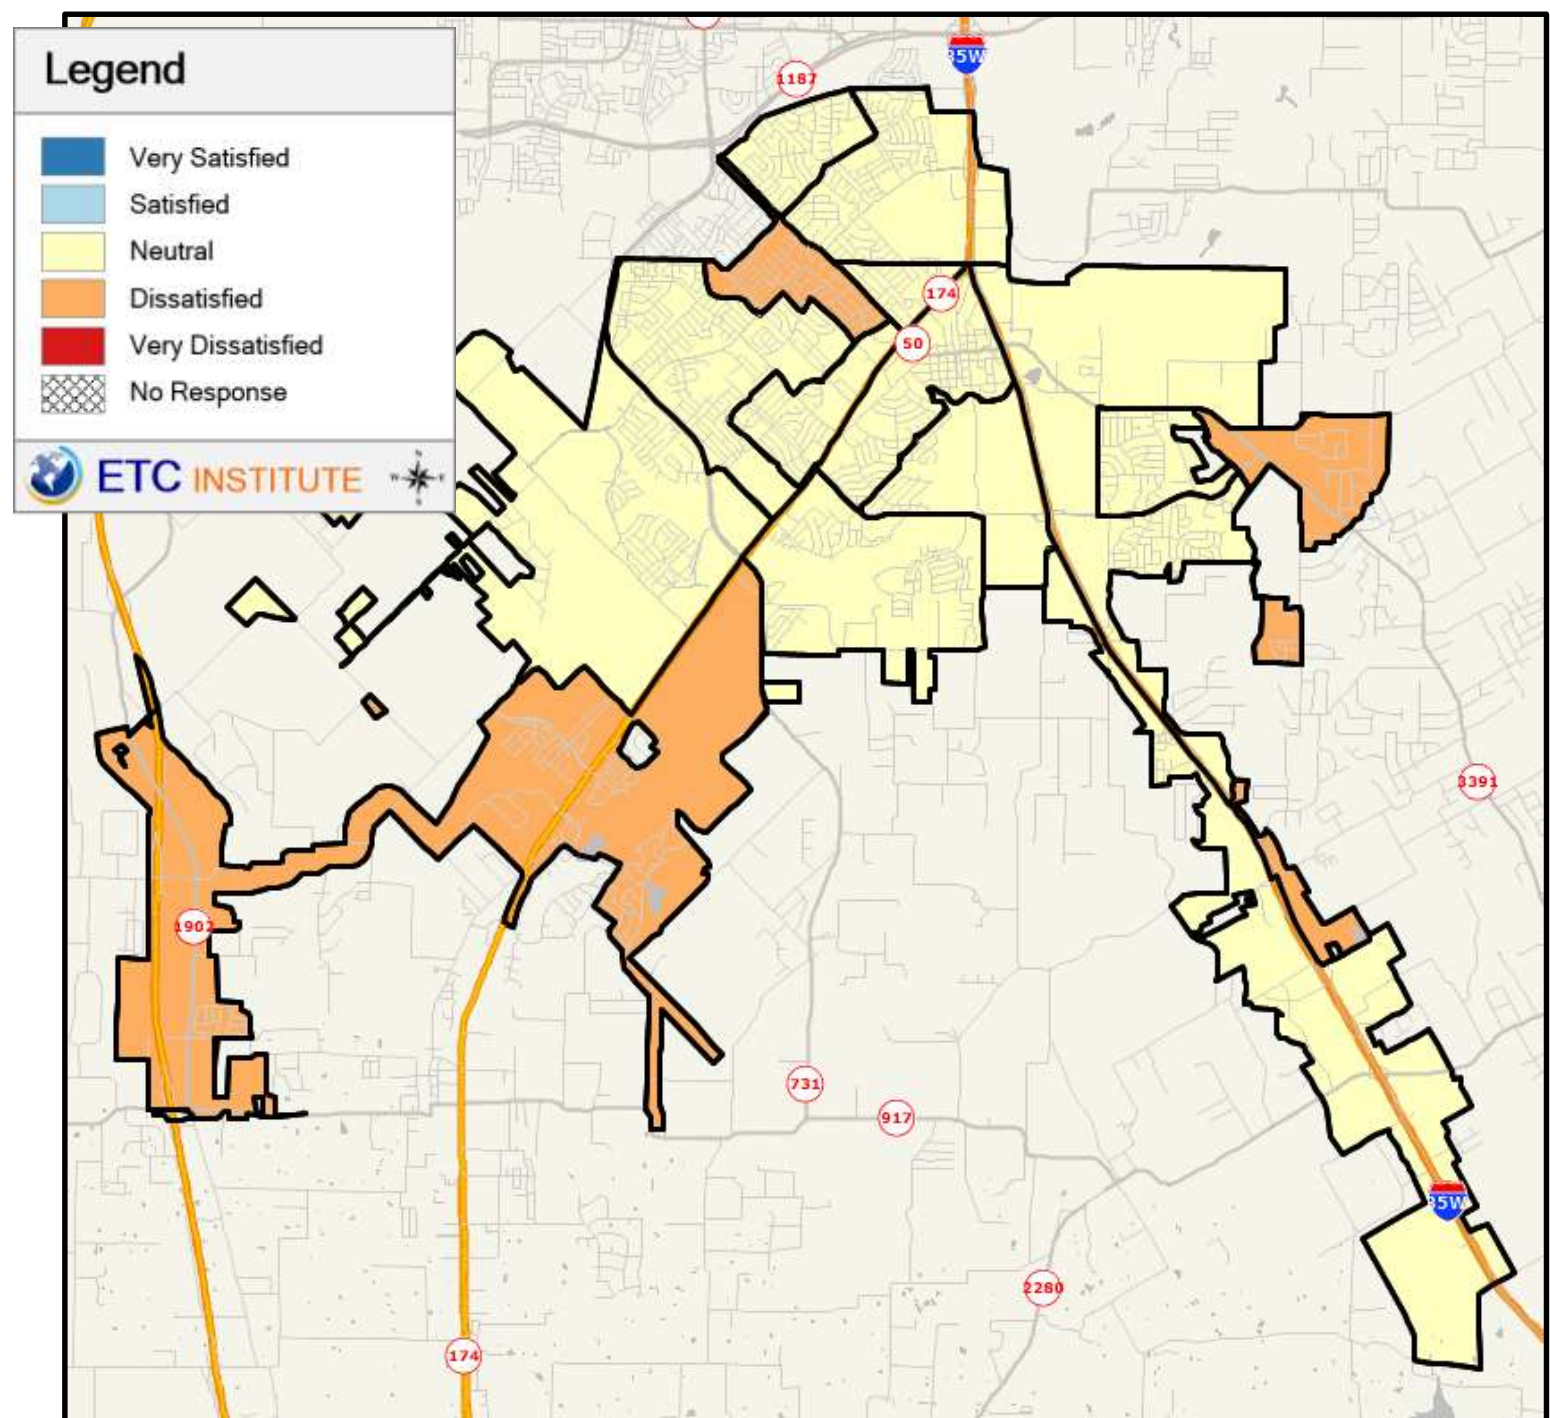 Legend
Very Satisfied
Satisfied
Neutral
Dissatisfied
Very Dissatisfied
No Response
ETC INSTITUTE
35W
1187
174
50
3391
1902
731
917
35W
2280
174